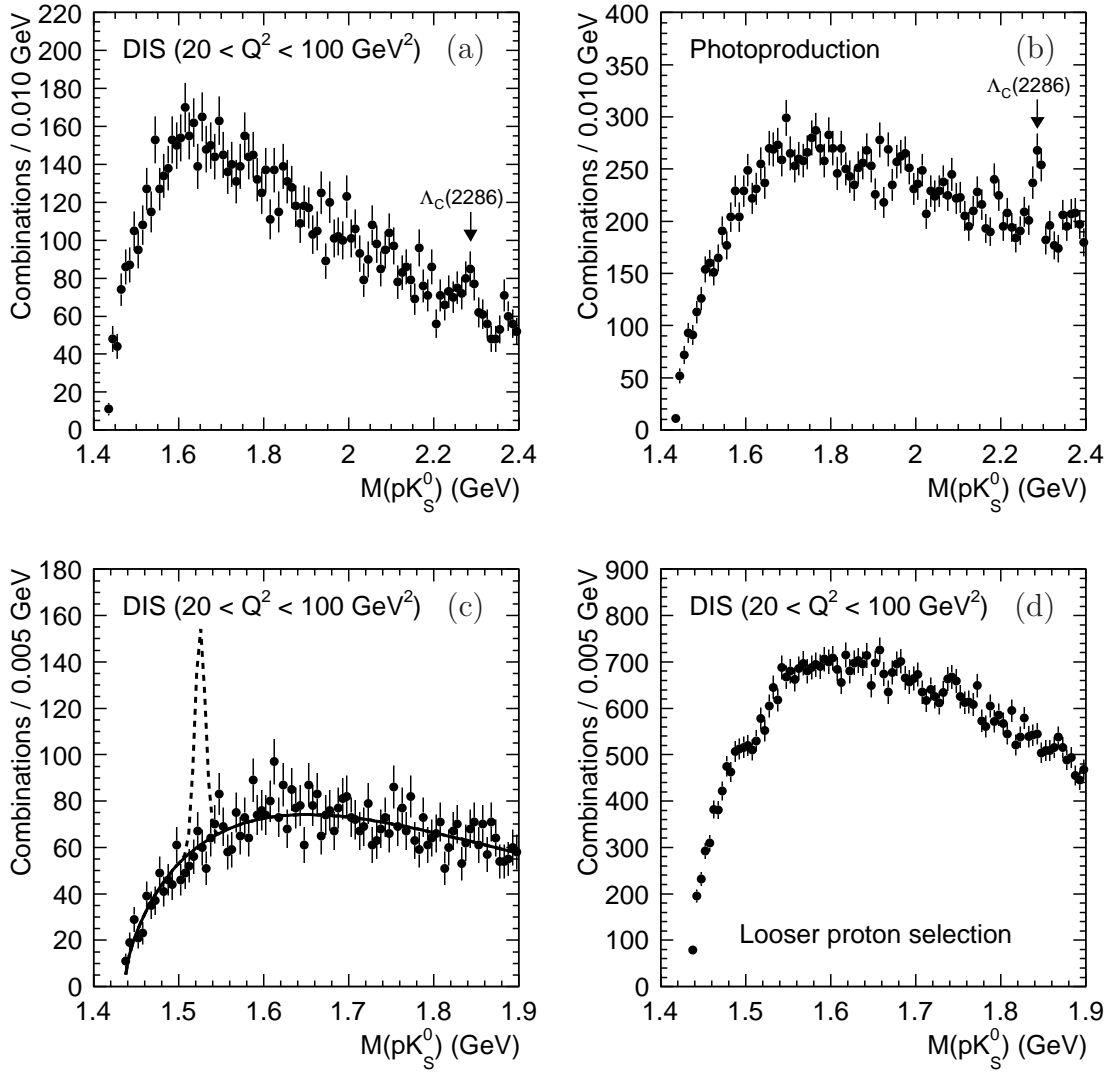 Combinations / 0.010 GeV
220
200
180
160
140
120
100
80
60
40
20
0
DIS (20 < Q² < 100 GeV²) (a)
Λ_C(2286)
1.4 1.6 1.8 2 2.2 2.4
M(pK⁰_S) (GeV)
Combinations / 0.010 GeV
400
350
300
250
200
150
100
50
0
Photoproduction (b)
Λ_C(2286)
1.4 1.6 1.8 2 2.2 2.4
M(pK⁰_S) (GeV)
Combinations / 0.005 GeV
180
160
140
120
100
80
60
40
20
0
DIS (20 < Q² < 100 GeV²) (c)
1.4 1.5 1.6 1.7 1.8 1.9
M(pK⁰_S) (GeV)
Combinations / 0.005 GeV
900
800
700
600
500
400
300
200
100
0
DIS (20 < Q² < 100 GeV²) (d)
Looser proton selection
1.4 1.5 1.6 1.7 1.8 1.9
M(pK⁰_S) (GeV)